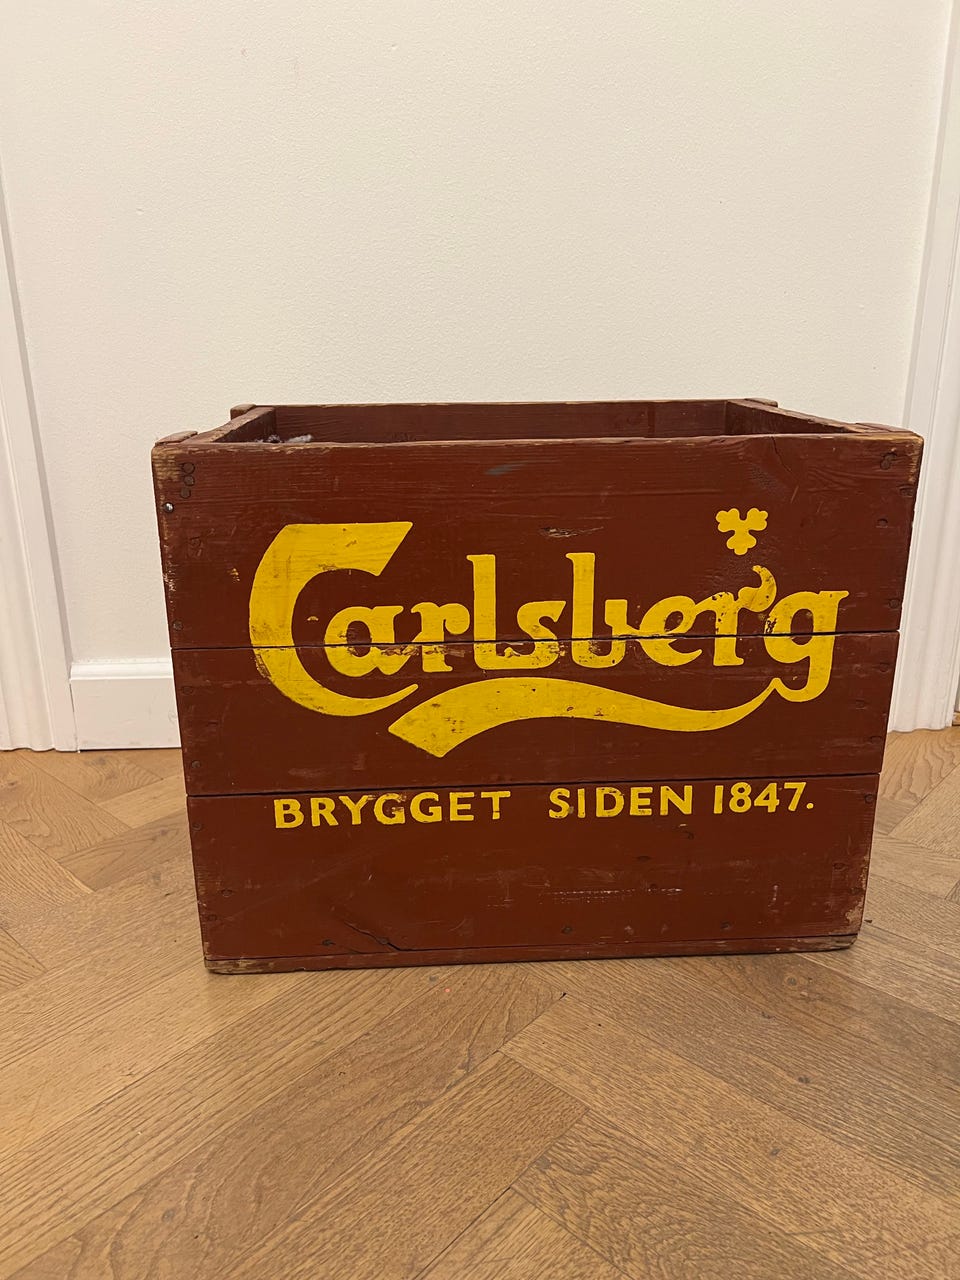 Carlsberg
BRYGGET SIDEN 1847.